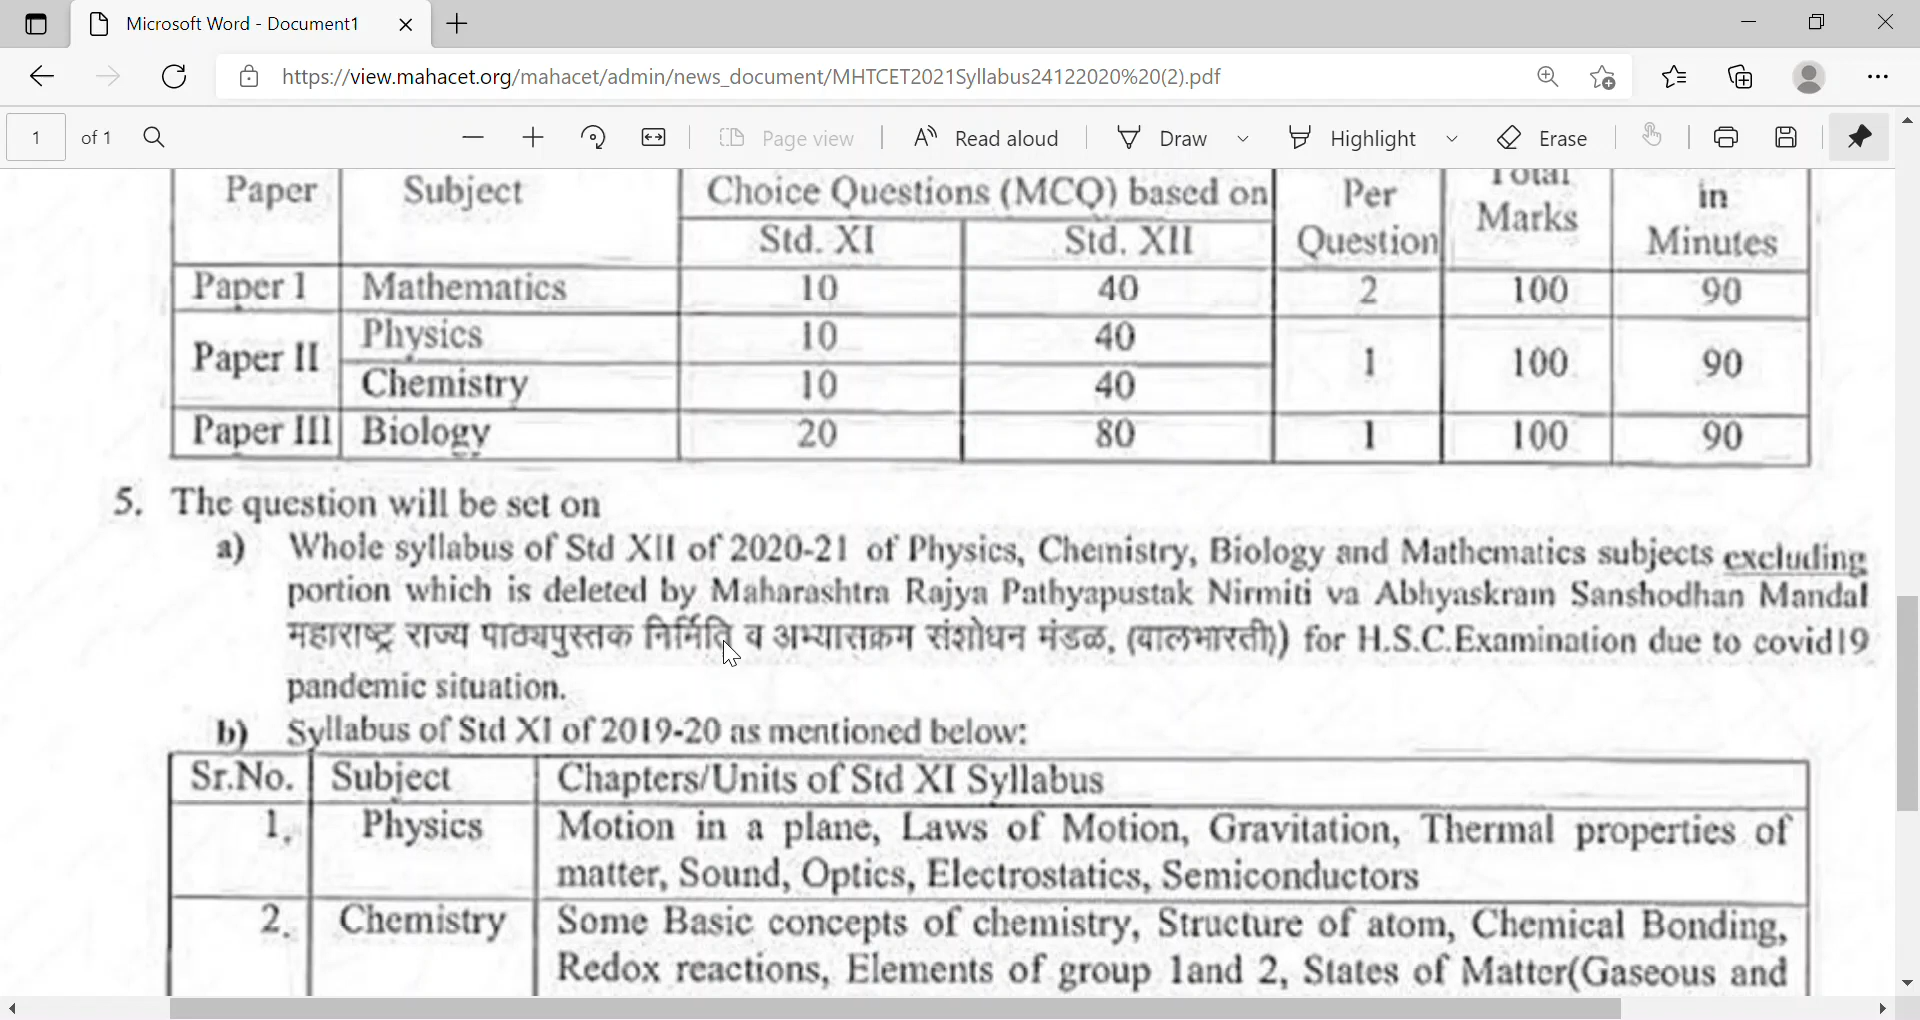 Microsoft Word - Document1
https://view.mahacet.org/mahacet/admin/news_document/MHTCET2021Syllabus24122020%20(2).pdf
1 of 1 Page view Read aloud Draw Highlight Erase
Paper Subject Choice Questions (MCQ) based on Per Total Marks in
Std. XI Std. XII Question Minutes
Paper I Mathematics 10 40 2 100 90
Paper II Physics 10 40 1 100 90
Chemistry 10 40
Paper III Biology 20 80 1 100 90
5. The question will be set on
a) Whole syllabus of Std XII of 2020-21 of Physics, Chemistry, Biology and Mathematics subjects excluding
portion which is deleted by Maharashtra Rajya Pathyapustak Nirmiti va Abhyaskram Sanshodhan Mandal
महाराष्ट्र राज्य पाठ्यपुस्तक निर्मिति व अभ्यासक्रम संशोधन मंडळ, (बालभारती)) for H.S.C.Examination due to covid19
pandemic situation.
b) Syllabus of Std XI of 2019-20 as mentioned below:
Sr.No. Subject Chapters/Units of Std XI Syllabus
1. Physics Motion in a plane, Laws of Motion, Gravitation, Thermal properties of
matter, Sound, Optics, Electrostatics, Semiconductors
2. Chemistry Some Basic concepts of chemistry, Structure of atom, Chemical Bonding,
Redox reactions, Elements of group 1and 2, States of Matter(Gaseous and